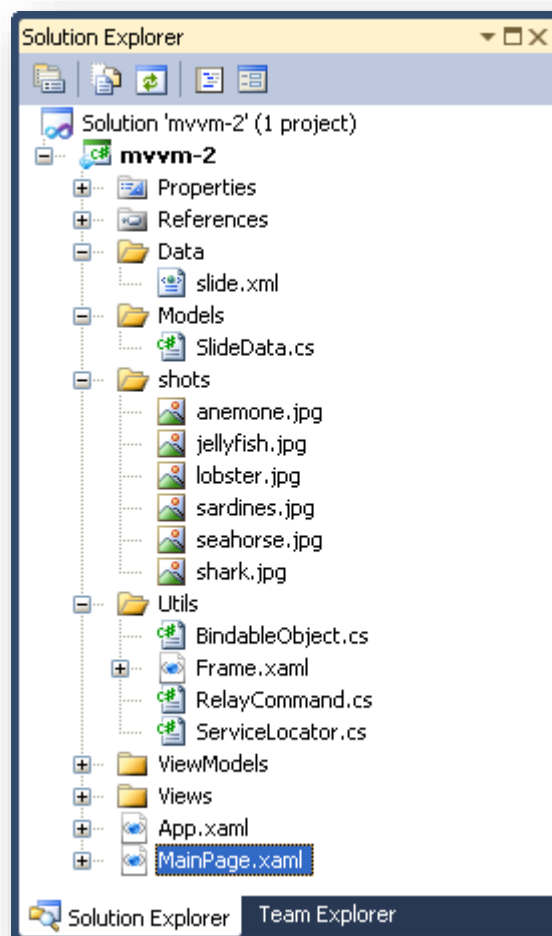 Solution Explorer
Solution 'mvvm-2' (1 project)
C# mvvm-2
Properties
References
Data
slide.xml
Models
C# SlideData.cs
shots
anemone.jpg
jellyfish.jpg
lobster.jpg
sardines.jpg
seahorse.jpg
shark.jpg
Utils
C# BindableObject.cs
Frame.xaml
C# RelayCommand.cs
C# ServiceLocator.cs
ViewModels
Views
App.xaml
MainPage.xaml
Solution Explorer Team Explorer